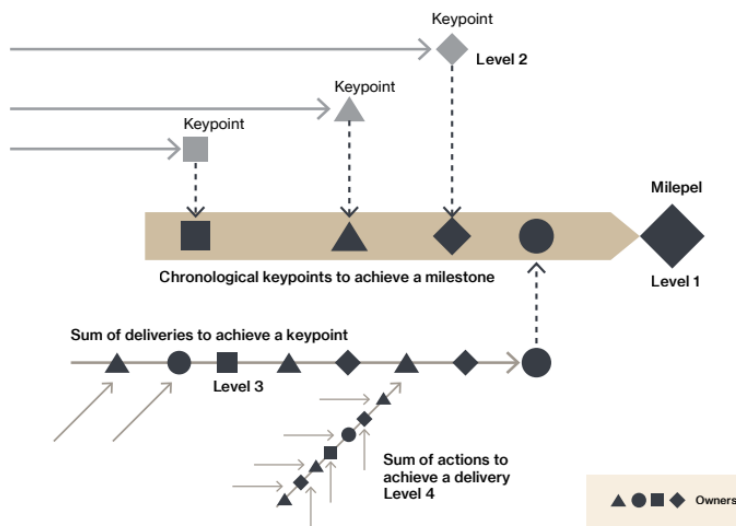 Keypoint
Level 2
Keypoint
Keypoint
Milepel
Chronological keypoints to achieve a milestone
Level 1
Sum of deliveries to achieve a keypoint
Level 3
Sum of actions to
achieve a delivery
Level 4
Owners